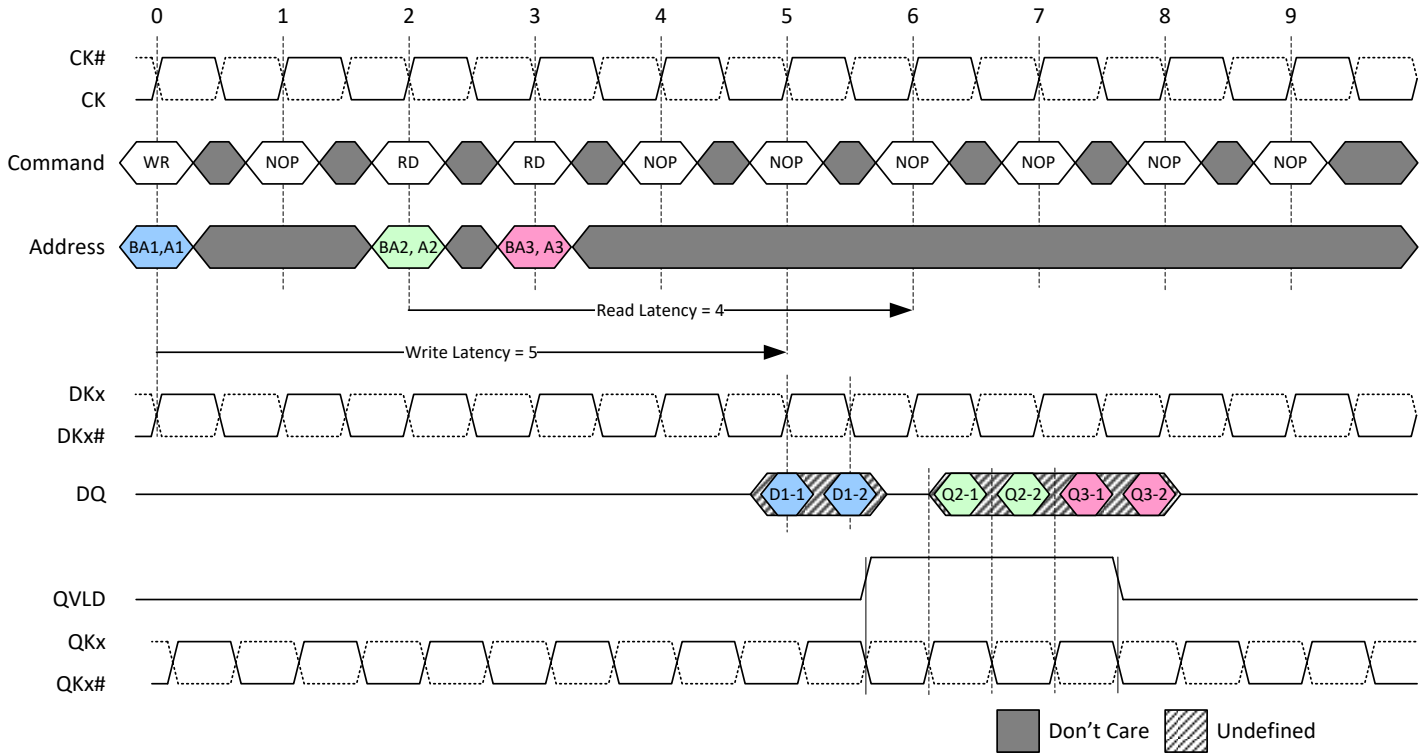 0 1 2 3 4 5 6 7 8 9
CK#
CK
Command WR NOP RD RD NOP NOP NOP NOP NOP NOP
Address BA1,A1 BA2, A2 BA3, A3
Read Latency = 4
Write Latency = 5
DKx
DKx#
DQ D1-1 D1-2 Q2-1 Q2-2 Q3-1 Q3-2
QVLD
QKx
QKx#
Don't Care Undefined